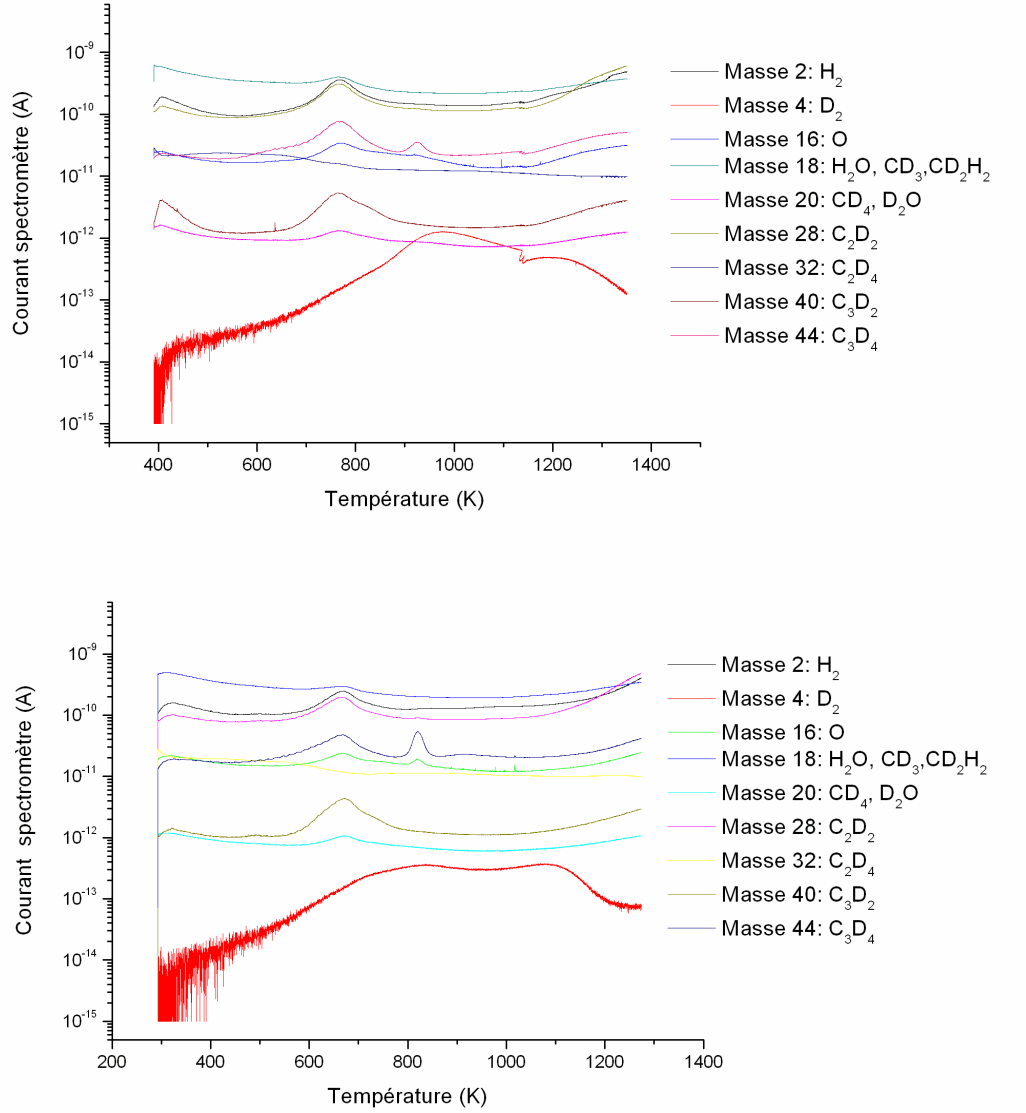 10⁻⁹
10⁻¹⁰
10⁻¹¹
10⁻¹²
10⁻¹³
10⁻¹⁴
10⁻¹⁵
Courant spectromètre (A)
400 600 800 1000 1200 1400
Température (K)
Masse 2: H₂
Masse 4: D₂
Masse 16: O
Masse 18: H₂O, CD₃,CD₂H₂
Masse 20: CD₄, D₂O
Masse 28: C₂D₂
Masse 32: C₂D₄
Masse 40: C₃D₂
Masse 44: C₃D₄
10⁻⁹
10⁻¹⁰
10⁻¹¹
10⁻¹²
10⁻¹³
10⁻¹⁴
10⁻¹⁵
Courant spectromètre (A)
200 400 600 800 1000 1200 1400
Température (K)
Masse 2: H₂
Masse 4: D₂
Masse 16: O
Masse 18: H₂O, CD₃,CD₂H₂
Masse 20: CD₄, D₂O
Masse 28: C₂D₂
Masse 32: C₂D₄
Masse 40: C₃D₂
Masse 44: C₃D₄